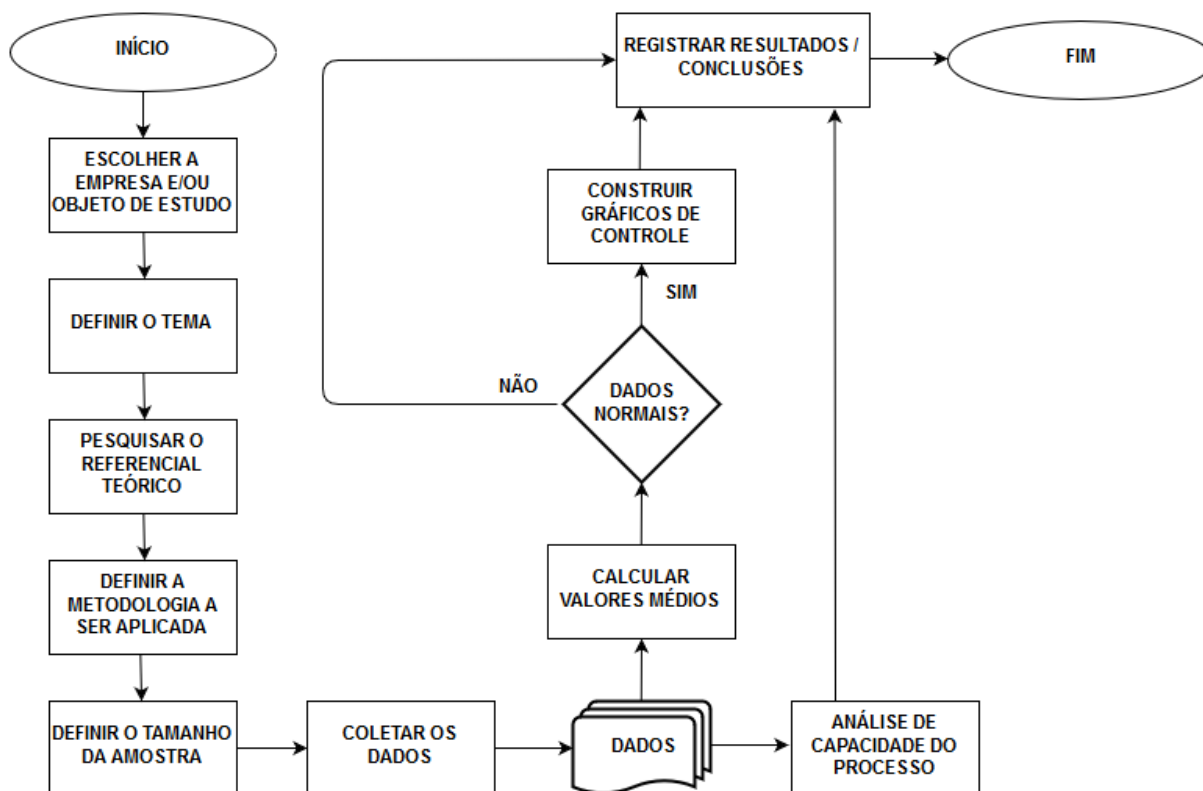 INÍCIO
ESCOLHER A
EMPRESA E/OU
OBJETO DE ESTUDO
DEFINIR O TEMA
PESQUISAR O
REFERENCIAL
TEÓRICO
DEFINIR A
METODOLOGIA A
SER APLICADA
DEFINIR O TAMANHO
DA AMOSTRA
COLETAR OS
DADOS
DADOS
CALCULAR
VALORES MÉDIOS
DADOS
NORMAIS?
NÃO
SIM
CONSTRUIR
GRÁFICOS DE
CONTROLE
ANÁLISE DE
CAPACIDADE DO
PROCESSO
REGISTRAR RESULTADOS /
CONCLUSÕES
FIM